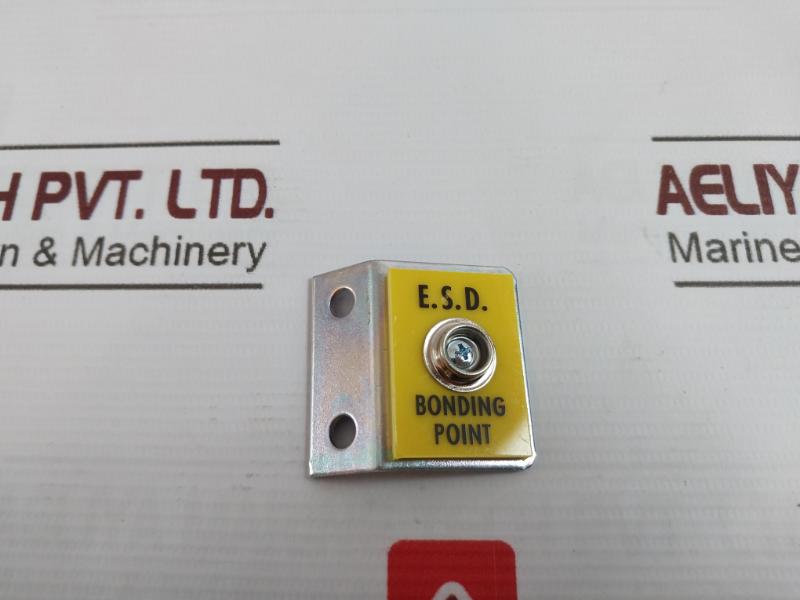 H PVT. LTD.
n & Machinery
AELIY
Marine
E.S.D.
BONDING
POINT